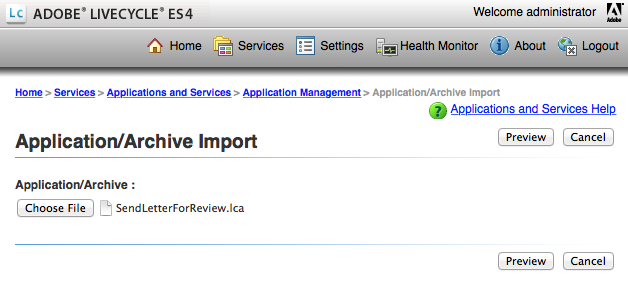 Lc ADOBE® LIVECYCLE® ES4 Welcome administrator Adobe
Home Services Settings Health Monitor i About Logout
Home > Services > Applications and Services > Application Management > Application/Archive Import
? Applications and Services Help
Application/Archive Import Preview Cancel
Application/Archive :
Choose File SendLetterForReview.lca
Preview Cancel